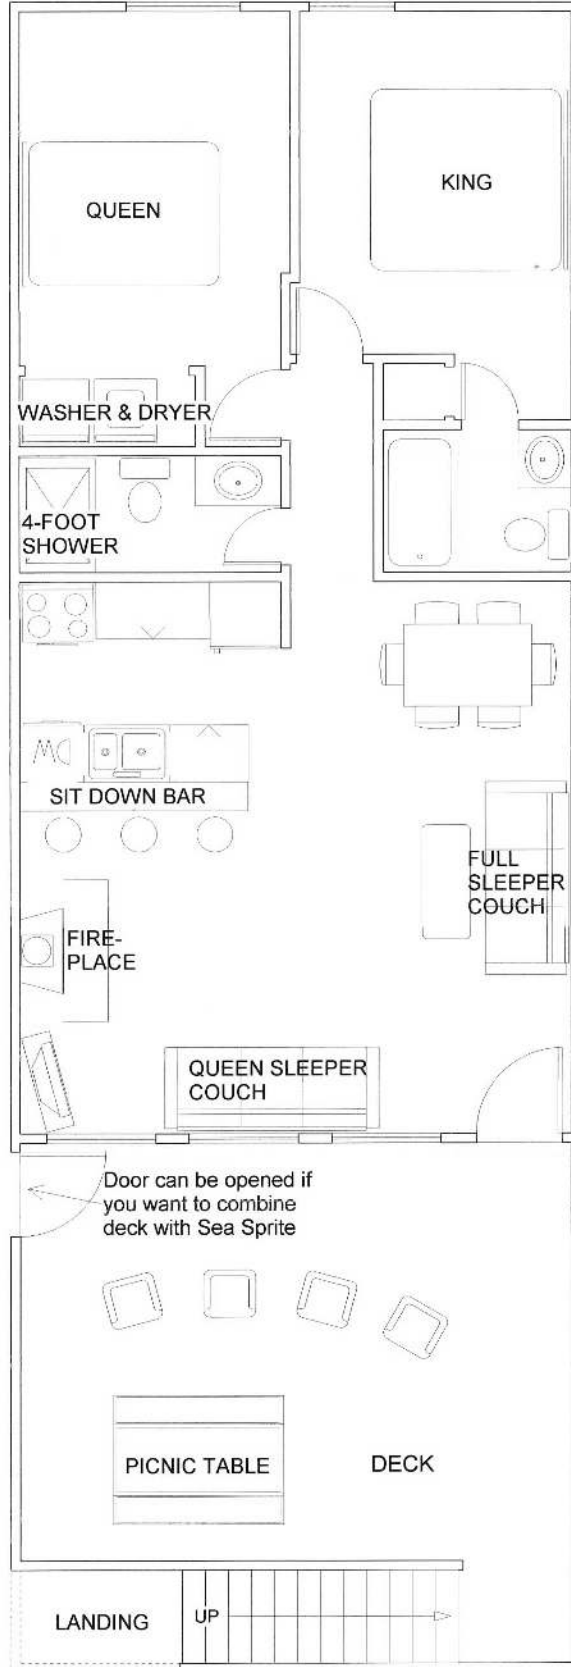 QUEEN
KING
WASHER & DRYER
4-FOOT
SHOWER
DW
SIT DOWN BAR
FULL
SLEEPER
COUCH
FIRE-
PLACE
QUEEN SLEEPER
COUCH
Door can be opened if
you want to combine
deck with Sea Sprite
PICNIC TABLE
DECK
LANDING
UP